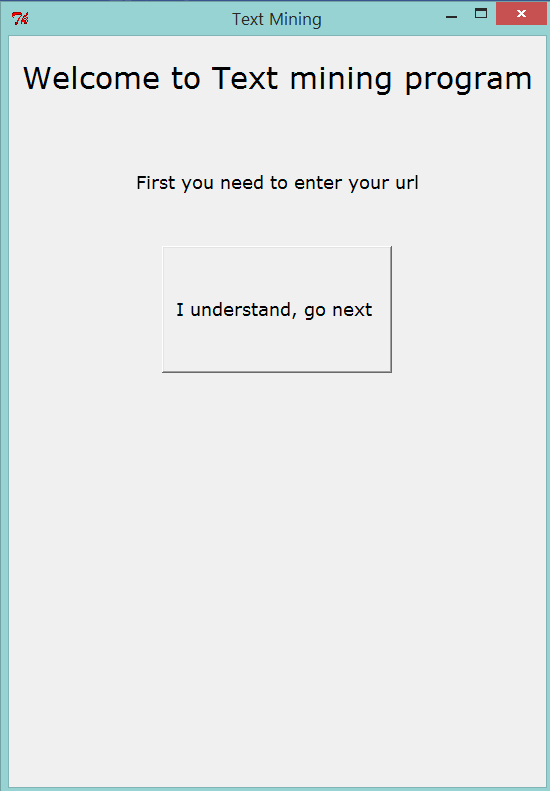 Text Mining
Welcome to Text mining program
First you need to enter your url
I understand, go next